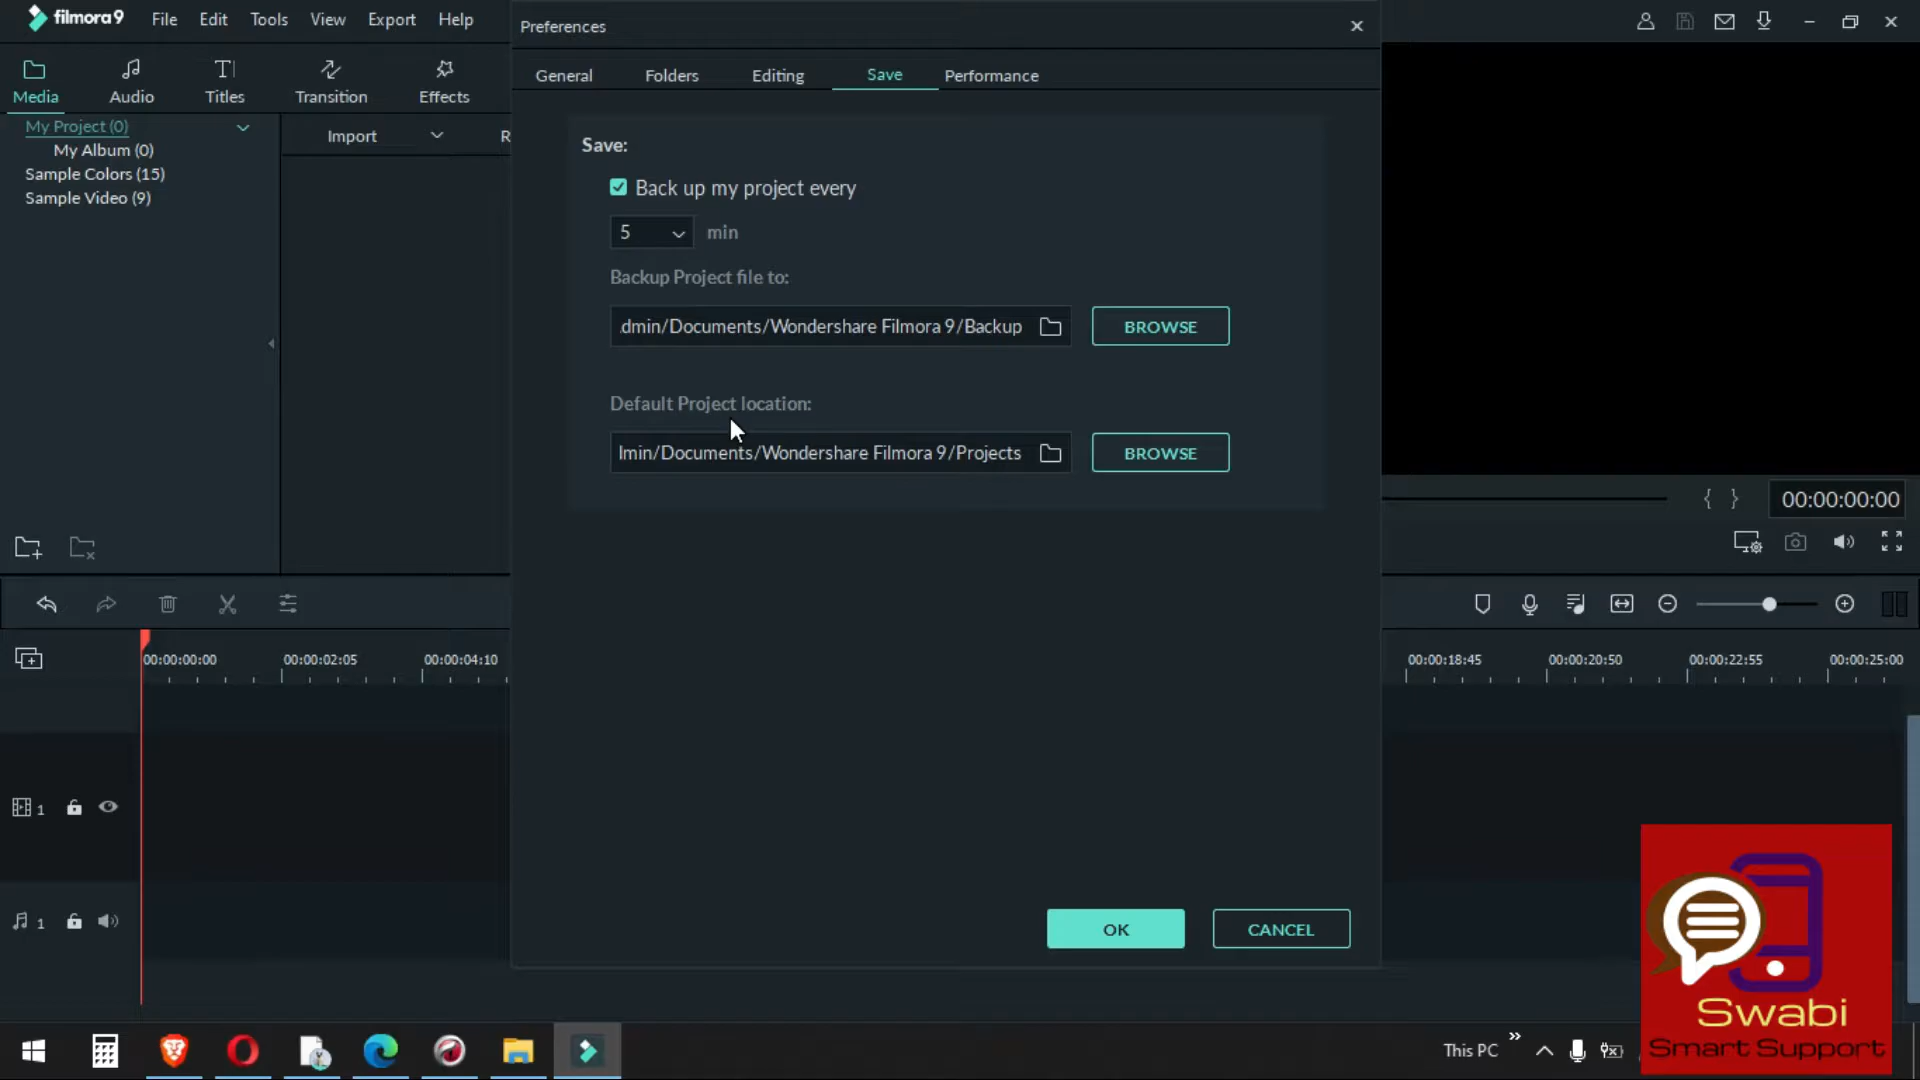 filmora9 File Edit Tools View Export Help
Preferences
Media Audio Titles Transition Effects
General Folders Editing Save Performance
My Project (0)
My Album (0)
Sample Colors (15)
Sample Video (9)
Import R
Save:
Back up my project every
5 min
Backup Project file to:
dmin/Documents/Wondershare Filmora 9/Backup BROWSE
Default Project location:
lmin/Documents/Wondershare Filmora 9/Projects BROWSE
{ } 00:00:00:00
00:00:00:00 00:00:02:05 00:00:04:10 00:00:18:45 00:00:20:50 00:00:22:55 00:00:25:00
1
1
OK CANCEL
Swabi
Smart Support
This PC